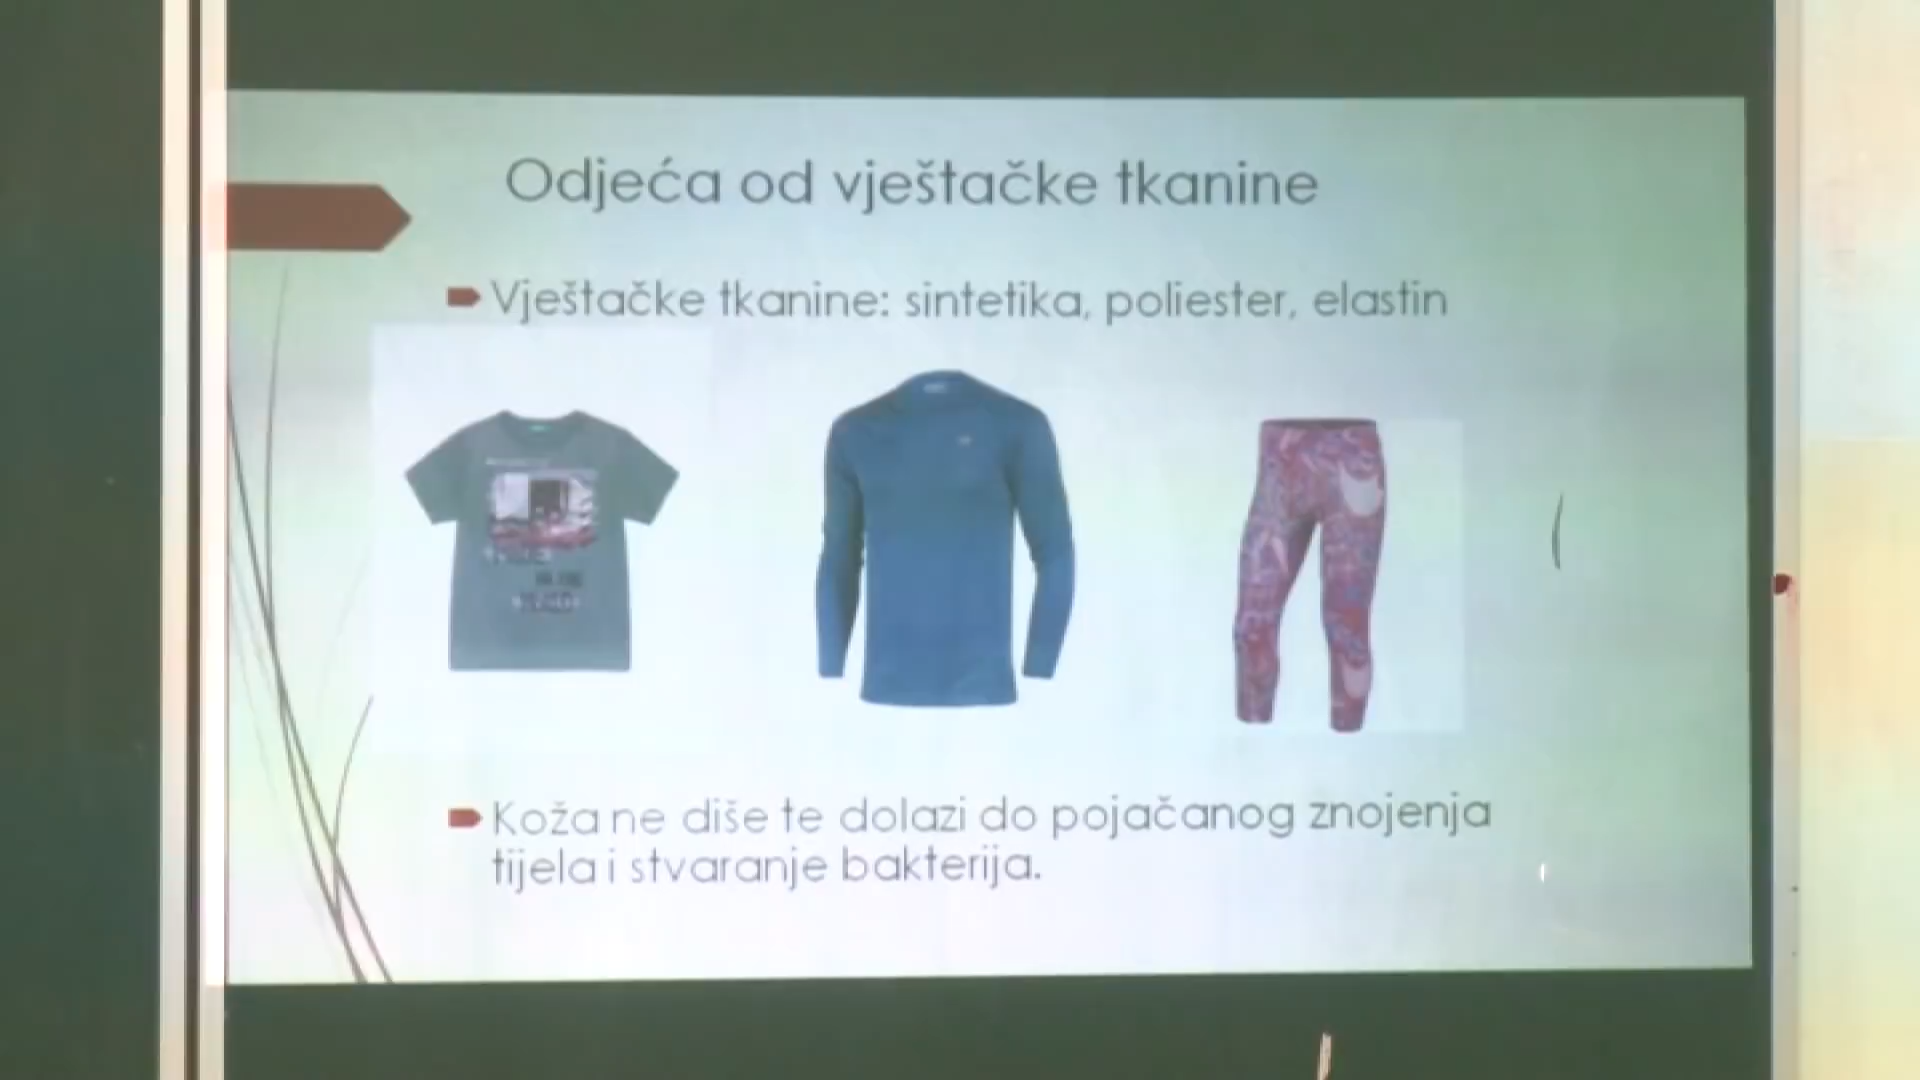 Odjeća od vještačke tkanine
Vještačke tkanine: sintetika, poliester, elastin
Koža ne diše te dolazi do pojačanog znojenja
tijela i stvaranje bakterija.